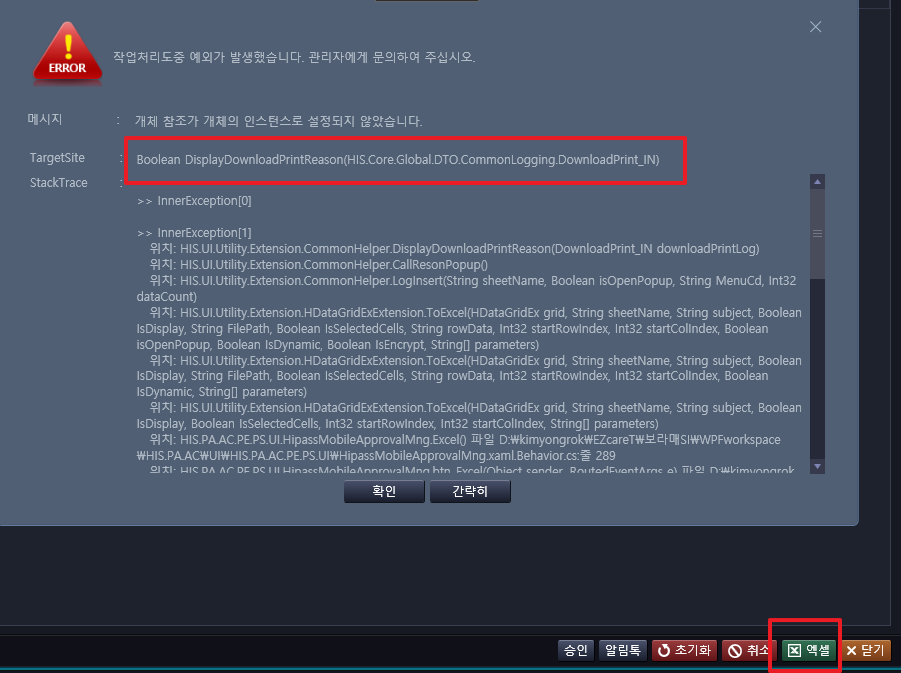 작업처리도중 예외가 발생했습니다. 관리자에게 문의하여 주십시오.
ERROR
메시지 : 개체 참조가 개체의 인스턴스로 설정되지 않았습니다.
TargetSite : Boolean DisplayDownloadPrintReason(HIS.Core.Global.DTO.CommonLogging.DownloadPrint_IN)
StackTrace :
>> InnerException[0]
>> InnerException[1]
위치: HIS.UI.Utility.Extension.CommonHelper.DisplayDownloadPrintReason(DownloadPrint_IN downloadPrintLog)
위치: HIS.UI.Utility.Extension.CommonHelper.CallResonPopup()
위치: HIS.UI.Utility.Extension.CommonHelper.LogInsert(String sheetName, Boolean isOpenPopup, String MenuCd, Int32
dataCount)
위치: HIS.UI.Utility.Extension.HDataGridExExtension.ToExcel(HDataGridEx grid, String sheetName, String subject, Boolean
IsDisplay, String FilePath, Boolean IsSelectedCells, String rowData, Int32 startRowIndex, Int32 startColIndex, Boolean
isOpenPopup, Boolean IsDynamic, Boolean IsEncrypt, String[] parameters)
위치: HIS.UI.Utility.Extension.HDataGridExExtension.ToExcel(HDataGridEx grid, String sheetName, String subject, Boolean
IsDisplay, String FilePath, Boolean IsSelectedCells, String rowData, Int32 startRowIndex, Int32 startColIndex, Boolean
IsDynamic, String[] parameters)
위치: HIS.UI.Utility.Extension.HDataGridExExtension.ToExcel(HDataGridEx grid, String sheetName, String subject, Boolean
IsDisplay, Boolean IsSelectedCells, Int32 startRowIndex, Int32 startColIndex, String[] parameters)
위치: HIS.PA.AC.PE.PS.UI.HipassMobileApprovalMng.Excel() 파일 D:₩kimyongrok₩EZcareT₩보라매SI₩WPFworkspace
₩HIS.PA.AC₩UI₩HIS.PA.AC.PE.PS.UI₩HipassMobileApprovalMng.xaml.Behavior.cs:줄 289
위치: HIS.PA.AC.PE.PS.UI.HipassMobileApprovalMng.btn_Excel(Object sender, RoutedEventArgs e) 파일 D:₩kimyongrok
확인 간략히
승인 알림톡 초기화 취소 엑셀 닫기